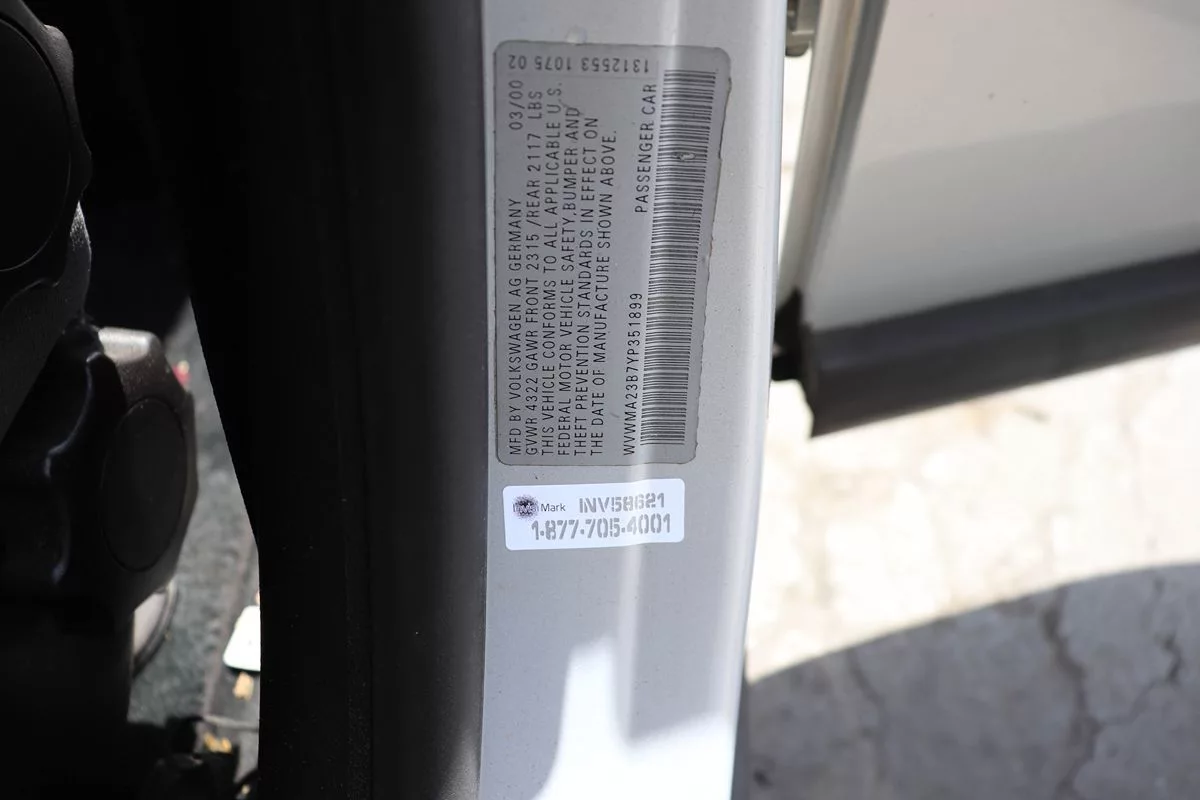 MFD BY VOLKSWAGEN AG GERMANY 03/00
GVWR 4322 GAWR FRONT 2315 /REAR 2117 LBS
THIS VEHICLE CONFORMS TO ALL APPLICABLE U.S.
FEDERAL MOTOR VEHICLE SAFETY, BUMPER AND
THEFT PREVENTION STANDARDS IN EFFECT ON
THE DATE OF MANUFACTURE SHOWN ABOVE.
WVWMA23B7YP351899 PASSENGER CAR
1312553 1075 02
Mark INV58621
1-877-705-4001